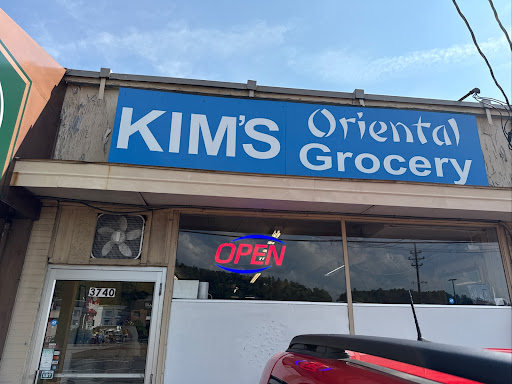 KIM'S Oriental
Grocery
OPEN
3740